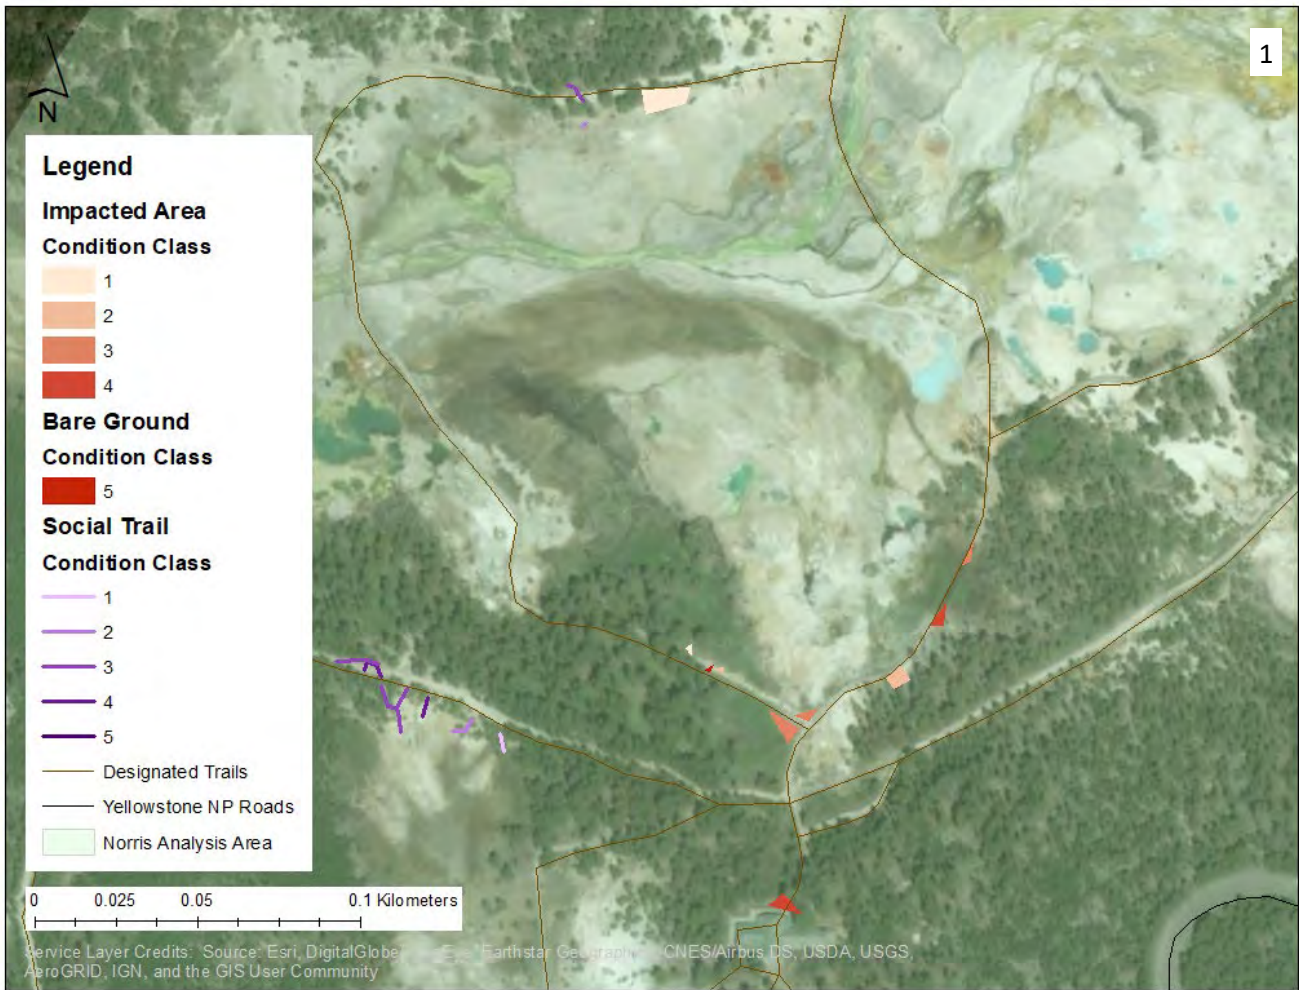 1
N
Legend
Impacted Area
Condition Class
1
2
3
4
Bare Ground
Condition Class
5
Social Trail
Condition Class
1
2
3
4
5
Designated Trails
Yellowstone NP Roads
Norris Analysis Area
0 0.025 0.05 0.1 Kilometers
Service Layer Credits: Source: Esri, DigitalGlobe, Earthstar Geographics, CNES/Airbus DS, USDA, USGS,
AeroGRID, IGN, and the GIS User Community